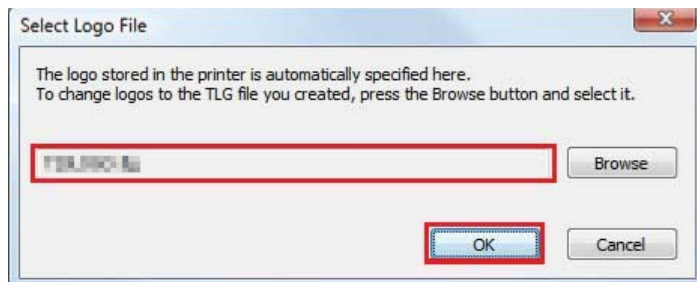 Select Logo File
The logo stored in the printer is automatically specified here.
To change logos to the TLG file you created, press the Browse button and select it.
Browse
OK
Cancel